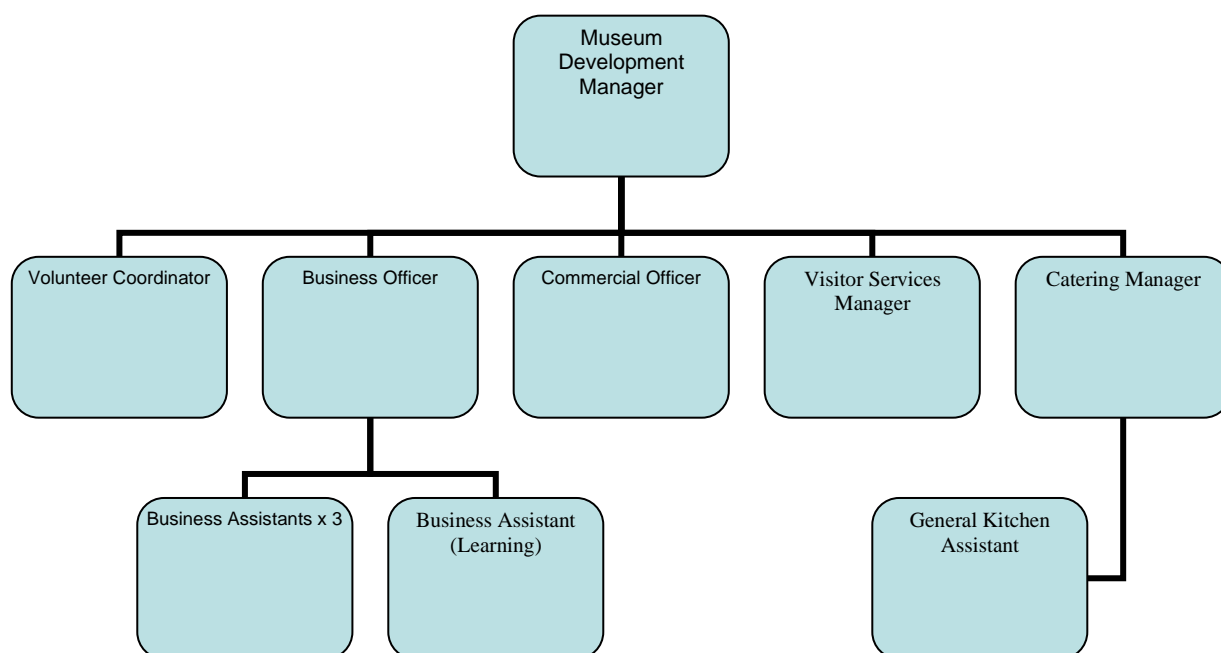 Museum
Development
Manager
Volunteer Coordinator
Business Officer
Commercial Officer
Visitor Services
Manager
Catering Manager
Business Assistants x 3
Business Assistant
(Learning)
General Kitchen
Assistant